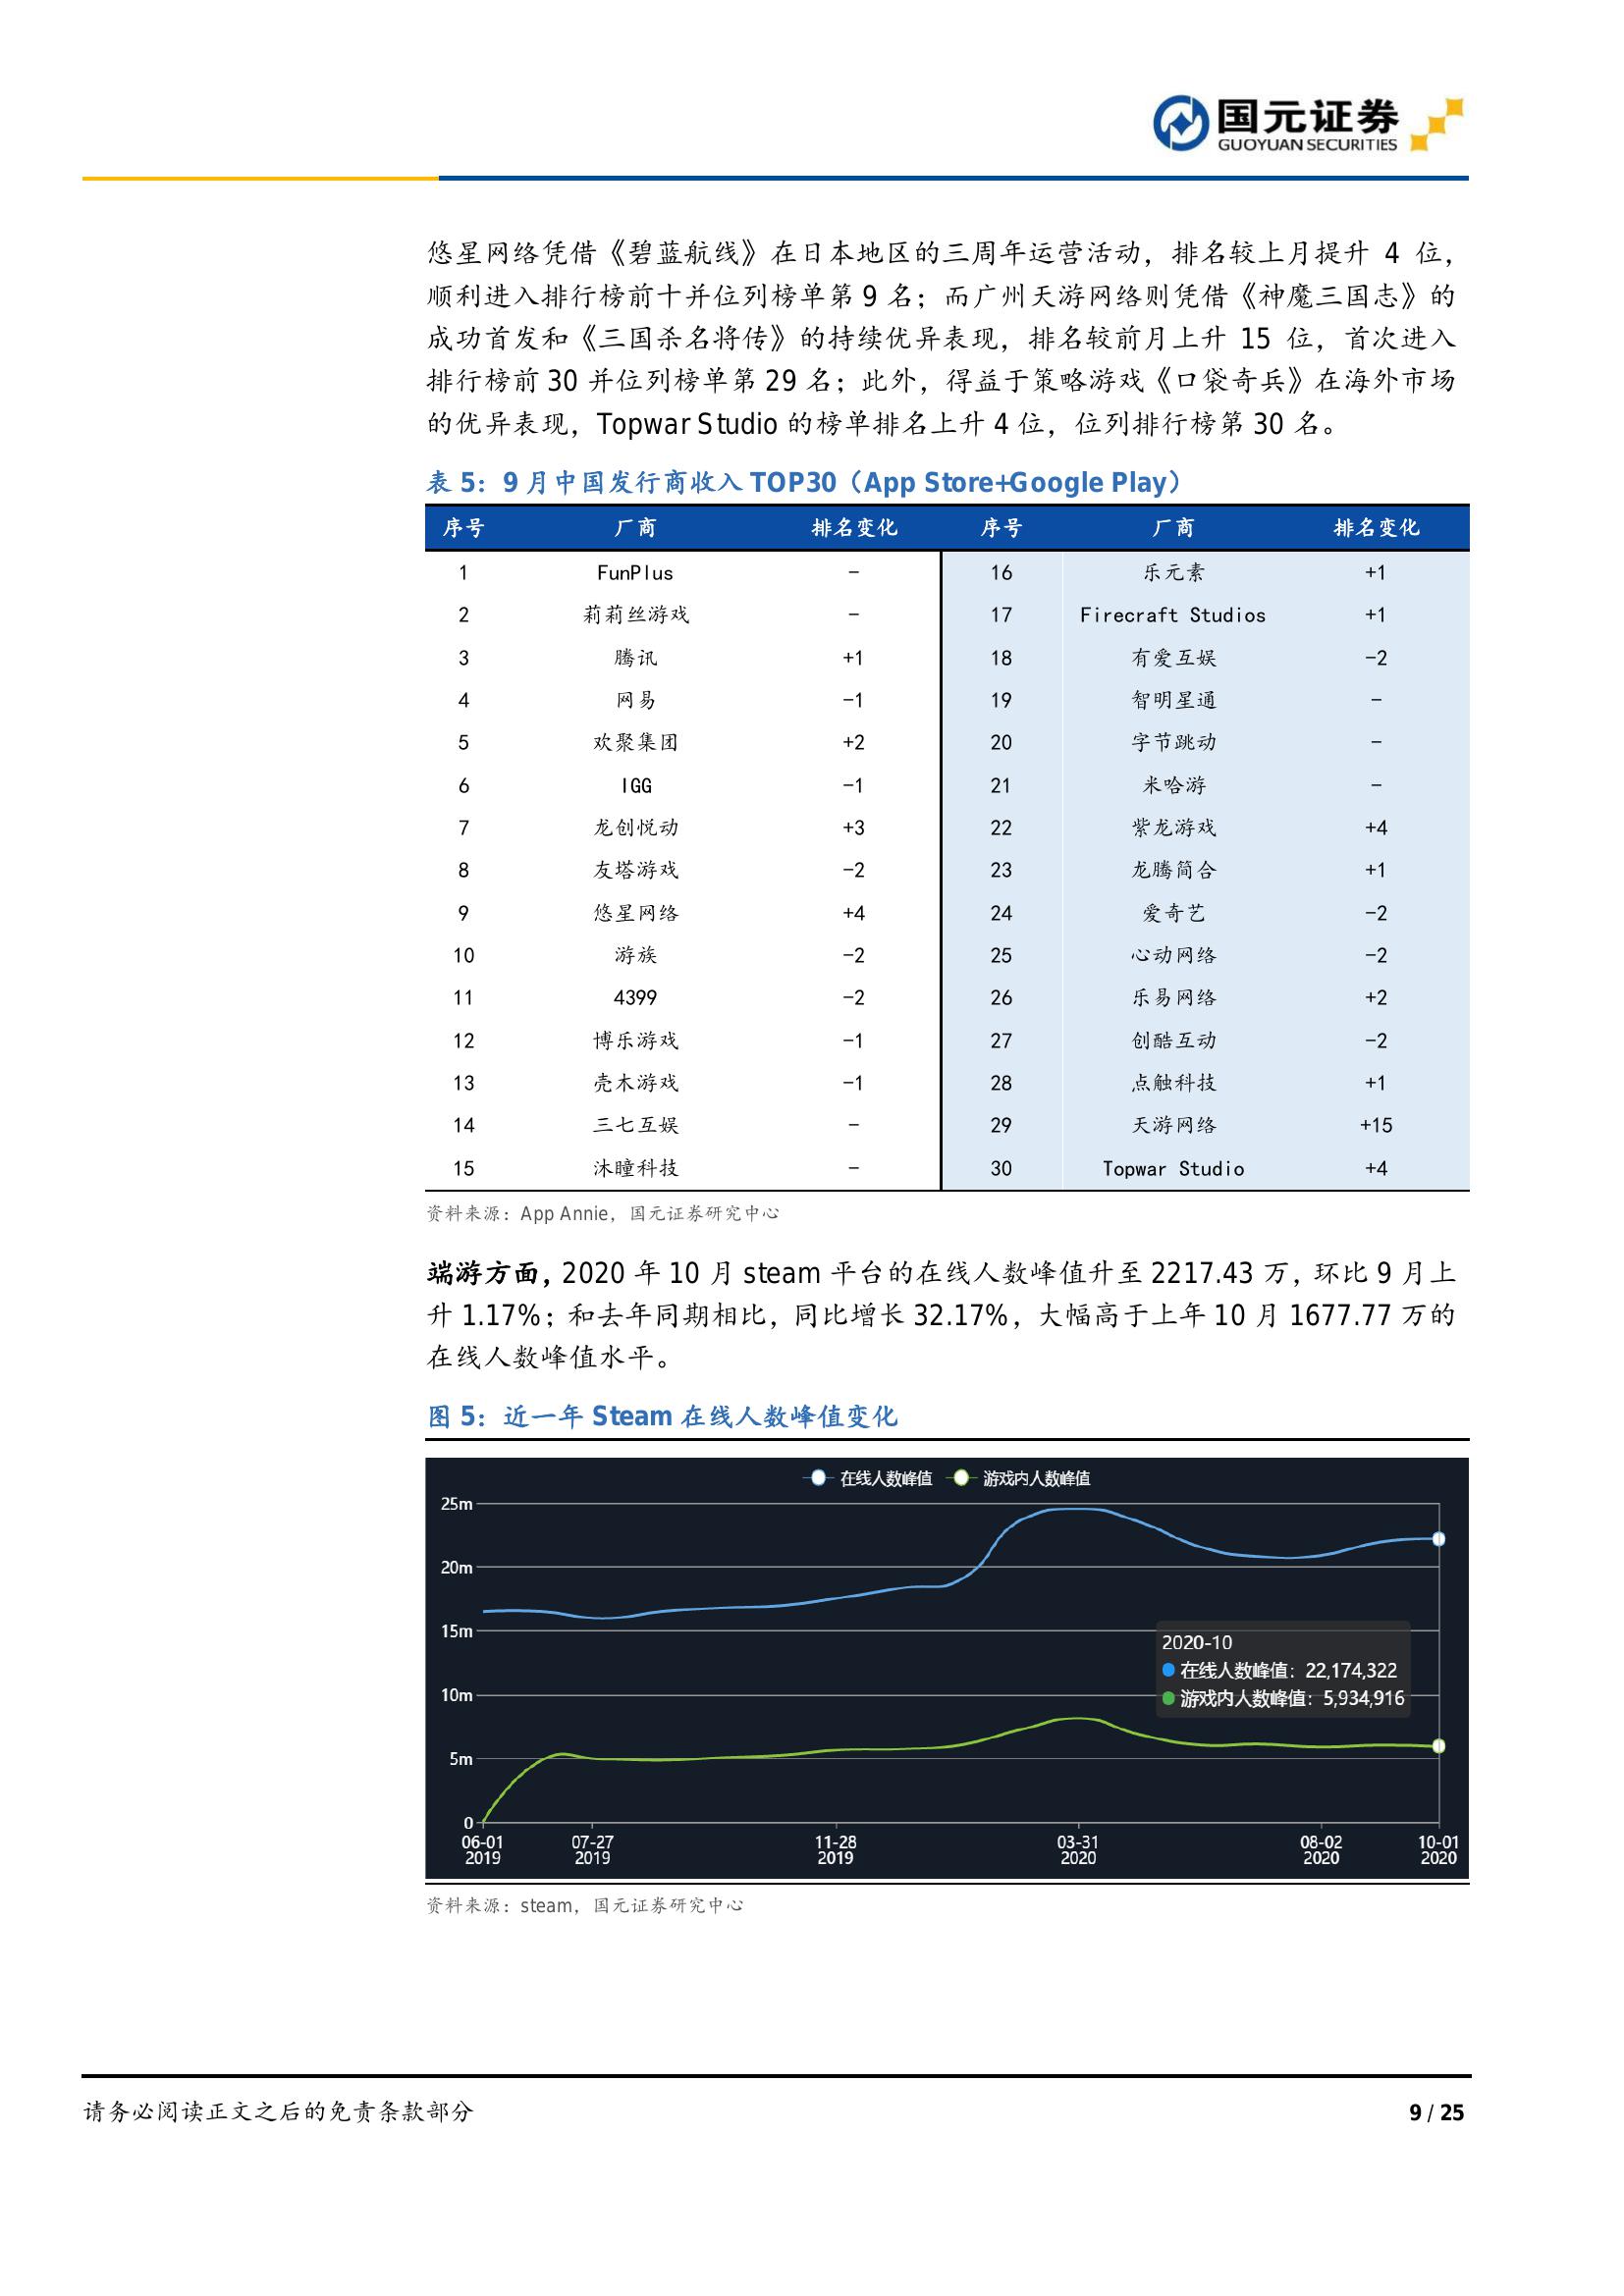 国元证券
GUOYUAN SECURITIES
悠星网络凭借《碧蓝航线》在日本地区的三周年运营活动，排名较上月提升 4 位，
顺利进入排行榜前十并位列榜单第 9 名；而广州天游网络则凭借《神魔三国志》的
成功首发和《三国杀名将传》的持续优异表现，排名较前月上升 15 位，首次进入
排行榜前 30 并位列榜单第 29 名；此外，得益于策略游戏《口袋奇兵》在海外市场
的优异表现，Topwar Studio 的榜单排名上升 4 位，位列排行榜第 30 名。
表 5：9 月中国发行商收入 TOP30（App Store+Google Play）
序号 厂商 排名变化 序号 厂商 排名变化
1 FunPlus - 16 乐元素 +1
2 莉莉丝游戏 - 17 Firecraft Studios +1
3 腾讯 +1 18 有爱互娱 -2
4 网易 -1 19 智明星通 -
5 欢聚集团 +2 20 字节跳动 -
6 IGG -1 21 米哈游 -
7 龙创悦动 +3 22 紫龙游戏 +4
8 友塔游戏 -2 23 龙腾简合 +1
9 悠星网络 +4 24 爱奇艺 -2
10 游族 -2 25 心动网络 -2
11 4399 -2 26 乐易网络 +2
12 博乐游戏 -1 27 创酷互动 -2
13 壳木游戏 -1 28 点触科技 +1
14 三七互娱 - 29 天游网络 +15
15 沐瞳科技 - 30 Topwar Studio +4
资料来源：App Annie，国元证券研究中心
端游方面，2020 年 10 月 steam 平台的在线人数峰值升至 2217.43 万，环比 9 月上
升 1.17%；和去年同期相比，同比增长 32.17%，大幅高于上年 10 月 1677.77 万的
在线人数峰值水平。
图 5：近一年 Steam 在线人数峰值变化
在线人数峰值 游戏内人数峰值
25m
20m
15m
10m
5m
0
2020-10
在线人数峰值：22,174,322
游戏内人数峰值：5,934,916
06-01 07-27 11-28 03-31 08-02 10-01
2019 2019 2019 2020 2020 2020
资料来源：steam，国元证券研究中心
请务必阅读正文之后的免责条款部分 9 / 25